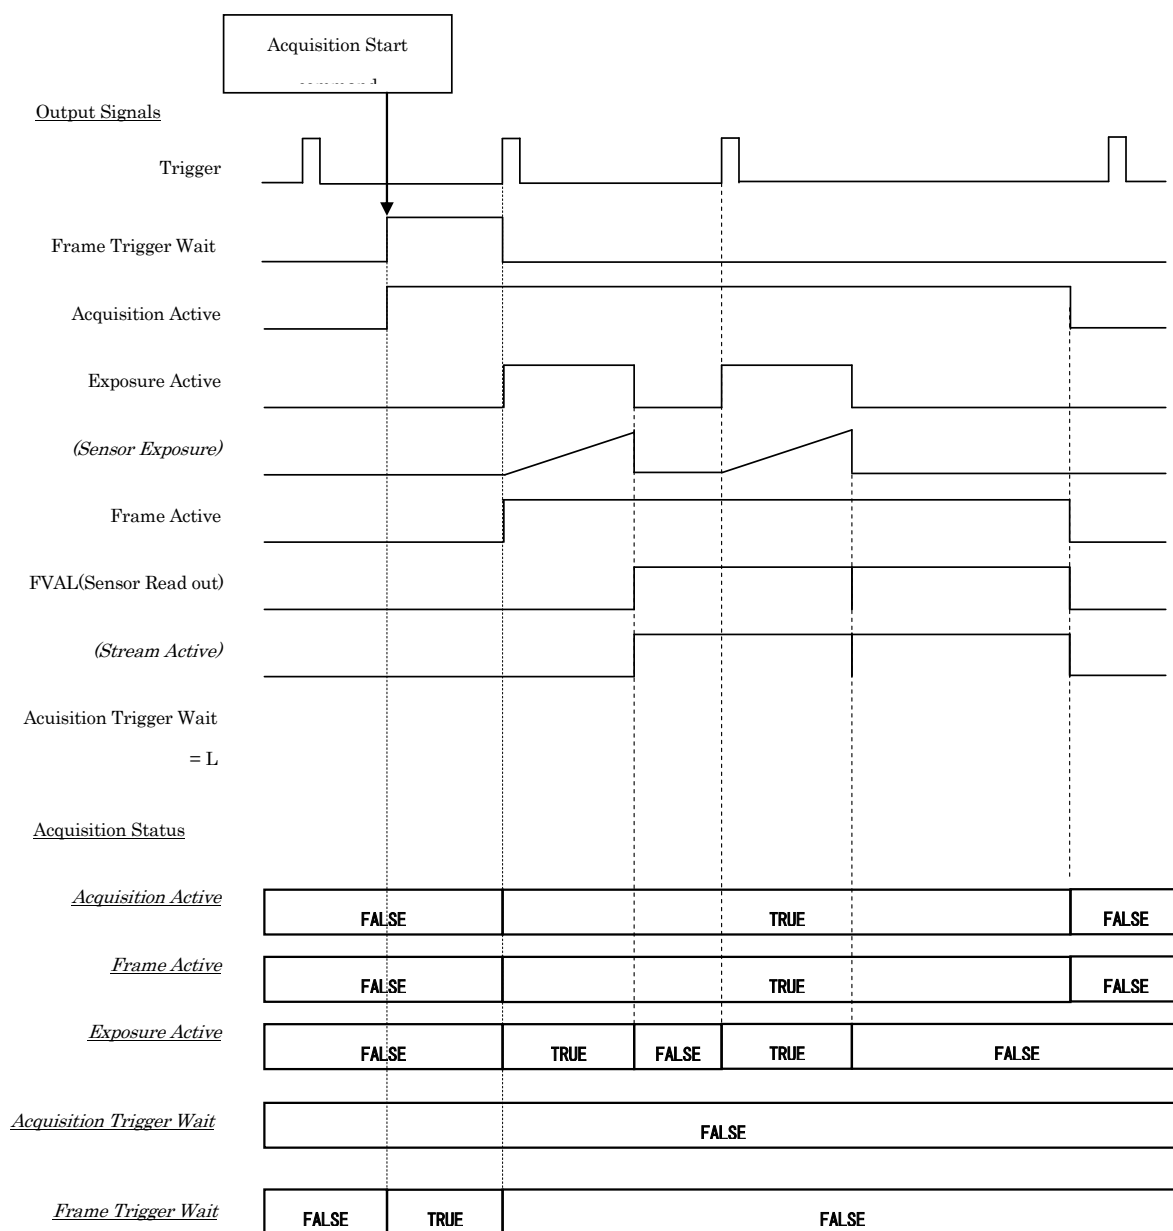 Acquisition Start
Output Signals
Trigger
Frame Trigger Wait
Acquisition Active
Exposure Active
(Sensor Exposure)
Frame Active
FVAL(Sensor Read out)
(Stream Active)
Acuisition Trigger Wait
= L
Acquisition Status
Acquisition Active
FALSE TRUE FALSE
Frame Active
FALSE TRUE FALSE
Exposure Active
FALSE TRUE FALSE TRUE FALSE
Acquisition Trigger Wait
FALSE
Frame Trigger Wait
FALSE TRUE FALSE